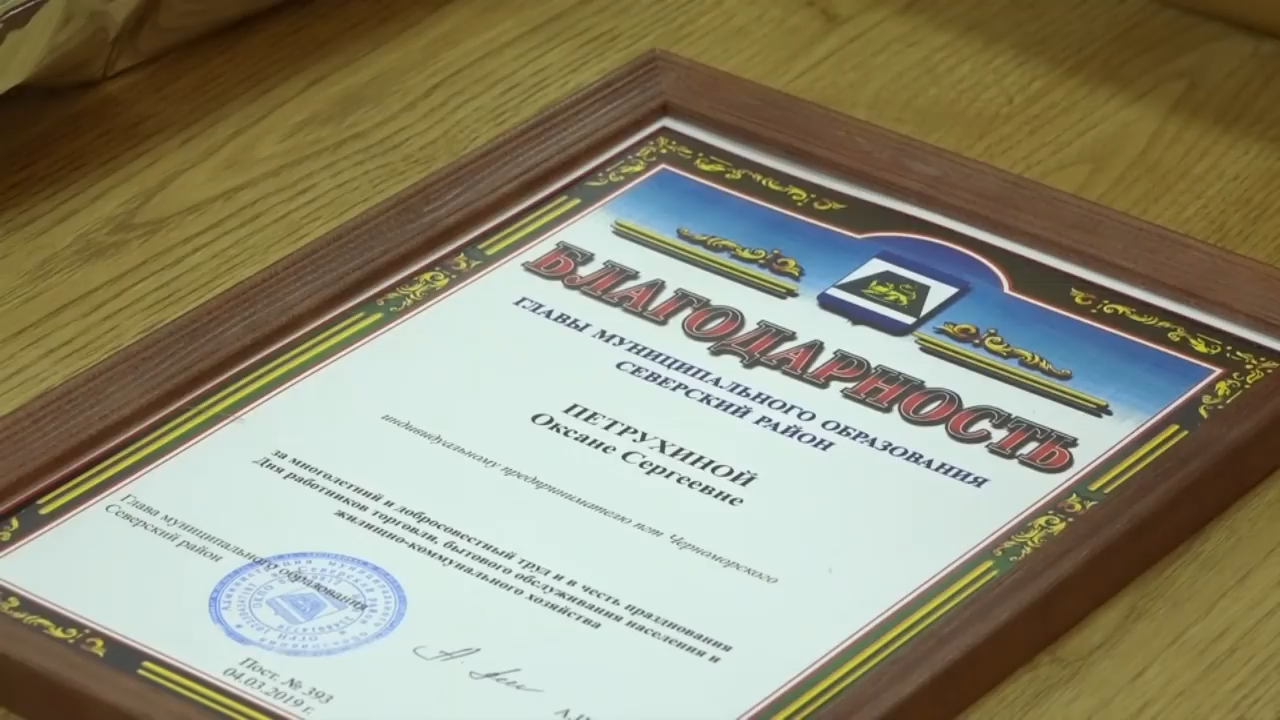 БЛАГОДАРНОСТЬ
ГЛАВЫ МУНИЦИПАЛЬНОГО ОБРАЗОВАНИЯ
СЕВЕРСКИЙ РАЙОН
ПЕТРУХИНОЙ
Оксане Сергеевне
индивидуальному предпринимателю пгт Черноморского
за многолетний и добросовестный труд и в честь празднования
Дня работников торговли, бытового обслуживания населения и
жилищно-коммунального хозяйства
Глава муниципального образования
Северский район
Пост. № 393
04.03.2019 г.